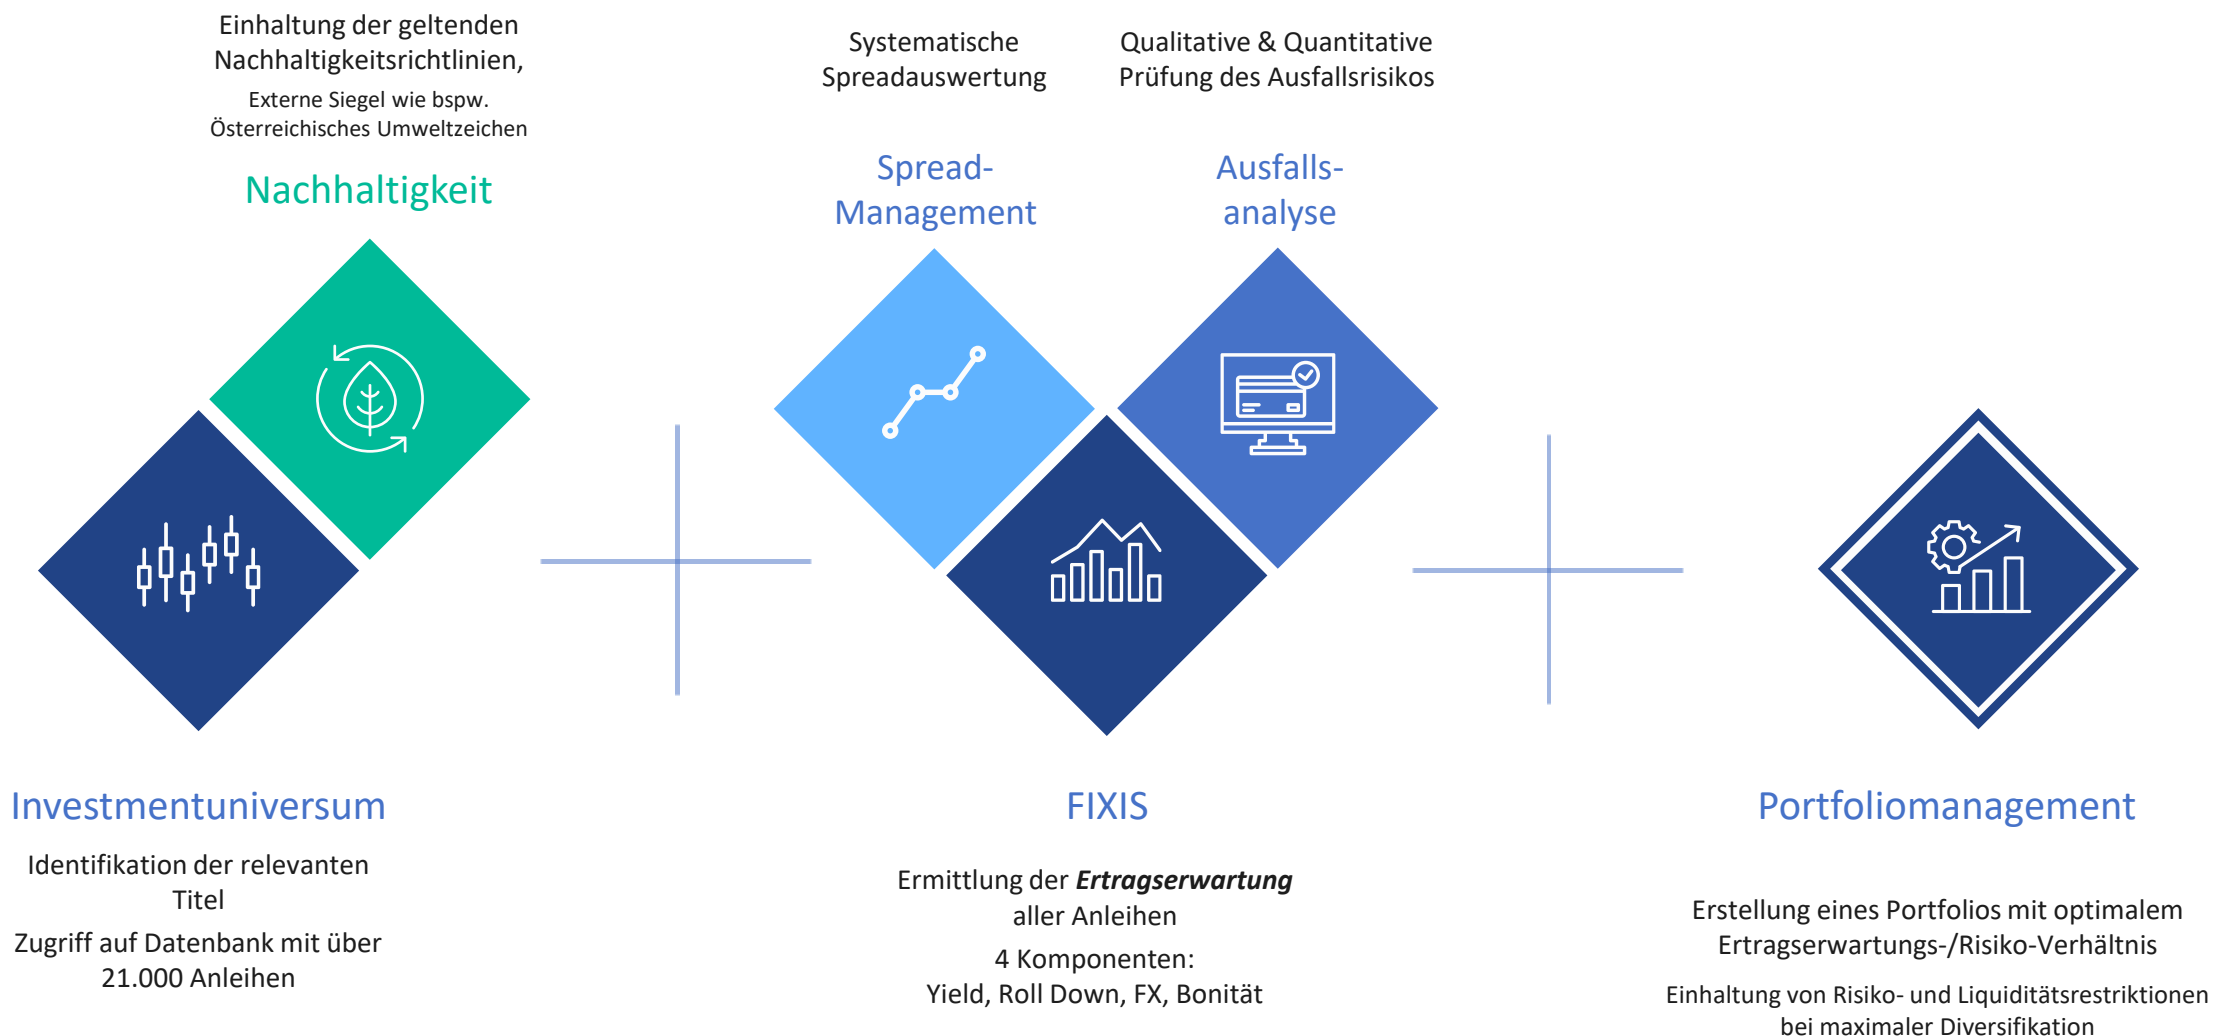 Einhaltung der geltenden
Nachhaltigkeitsrichtlinien,
Externe Siegel wie bspw.
Österreichisches Umweltzeichen
Nachhaltigkeit
Systematische
Spreadauswertung
Spread-
Management
Qualitative & Quantitative
Prüfung des Ausfallsrisikos
Ausfalls-
analyse
Investmentuniversum
Identifikation der relevanten
Titel
Zugriff auf Datenbank mit über
21.000 Anleihen
FIXIS
Ermittlung der Ertragserwartung
aller Anleihen
4 Komponenten:
Yield, Roll Down, FX, Bonität
Portfoliomanagement
Erstellung eines Portfolios mit optimalem
Ertragserwartungs-/Risiko-Verhältnis
Einhaltung von Risiko- und Liquiditätsrestriktionen
bei maximaler Diversifikation